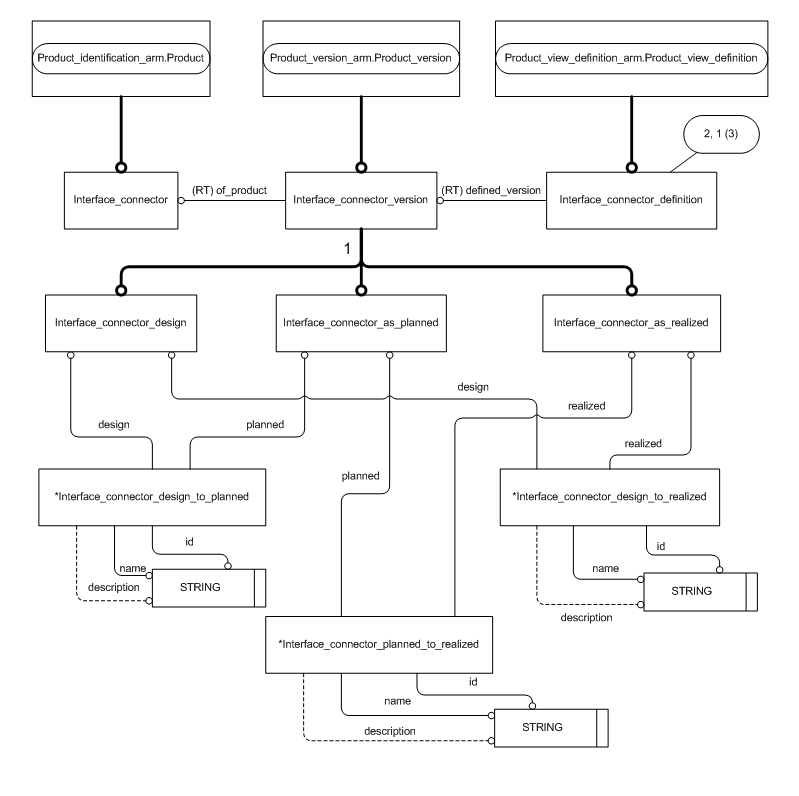 Product_identification_arm.Product
Product_version_arm.Product_version
Product_view_definition_arm.Product_view_definition
2, 1 (3)
Interface_connector
(RT) of_product
Interface_connector_version
(RT) defined_version
Interface_connector_definition
1
Interface_connector_design
Interface_connector_as_planned
Interface_connector_as_realized
design
realized
design
planned
realized
planned
*Interface_connector_design_to_planned
*Interface_connector_design_to_realized
id
id
name
name
description
STRING
STRING
description
*Interface_connector_planned_to_realized
id
name
description
STRING